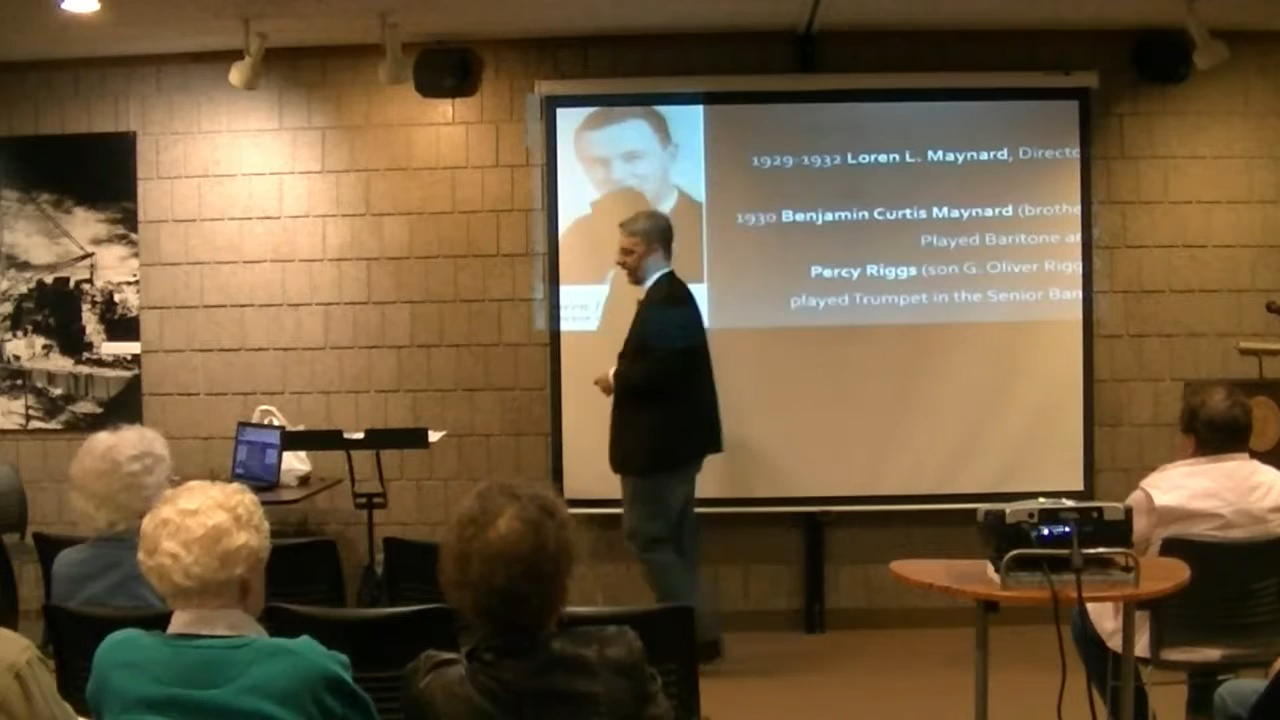 1929-1932 Loren L. Maynard, Directo
1930 Benjamin Curtis Maynard (brothe
Played Baritone an
Percy Riggs (son G. Oliver Rigg
played Trumpet in the Senior Ban